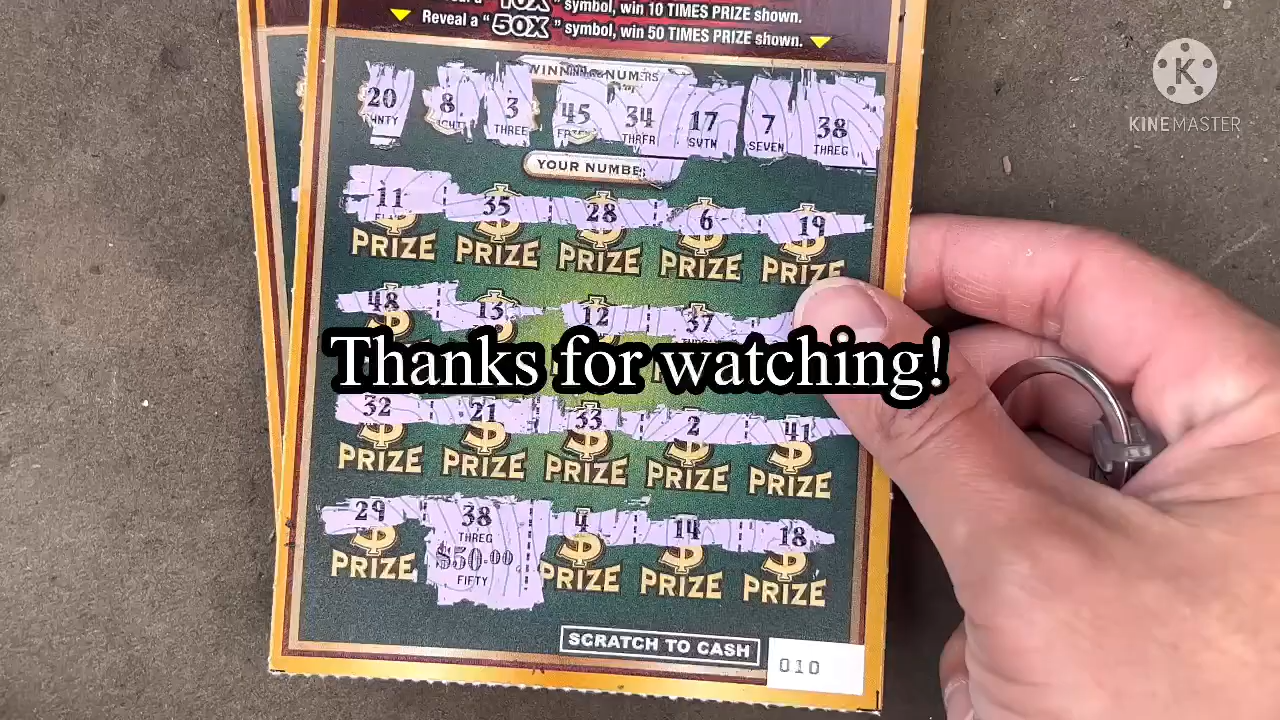 10X" symbol, win 10 TIMES PRIZE shown.
Reveal a "50X" symbol, win 50 TIMES PRIZE shown.
K
KINEMASTER
20 8 3 45 34 17 7 38
THREE THRFR SVTN SEVEN THREG
YOUR NUMBE
11 35 28 6 19
PRIZE PRIZE PRIZE PRIZE PRIZE
48 13 12 37
Thanks for watching!
32 21 33 2 41
PRIZE PRIZE PRIZE PRIZE PRIZE
29 38 4 14 18
THREG
$50.00
FIFTY
PRIZE PRIZE PRIZE PRIZE
SCRATCH TO CASH
010